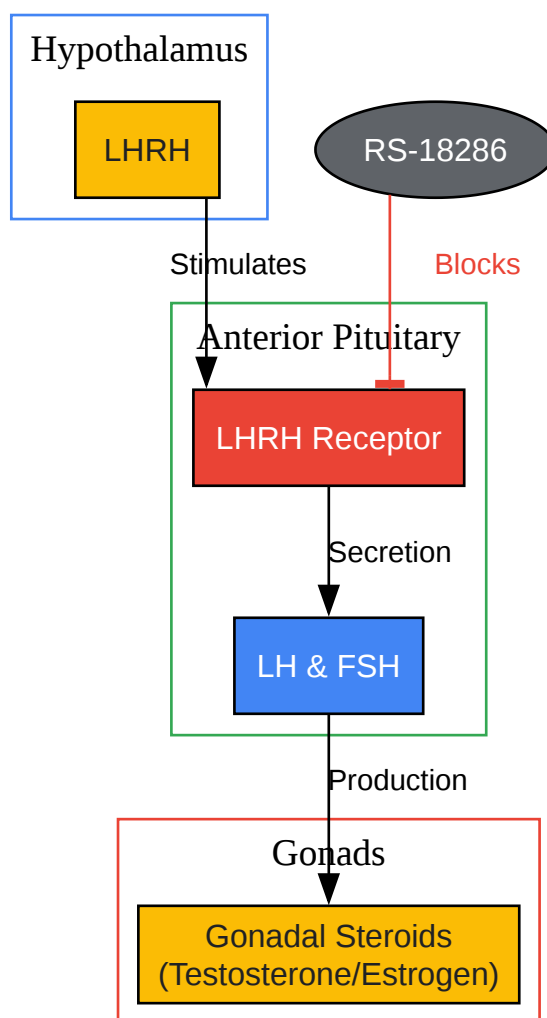 Hypothalamus
LHRH
RS-18286
Stimulates
Blocks
Anterior Pituitary
LHRH Receptor
Secretion
LH & FSH
Production
Gonads
Gonadal Steroids
(Testosterone/Estrogen)